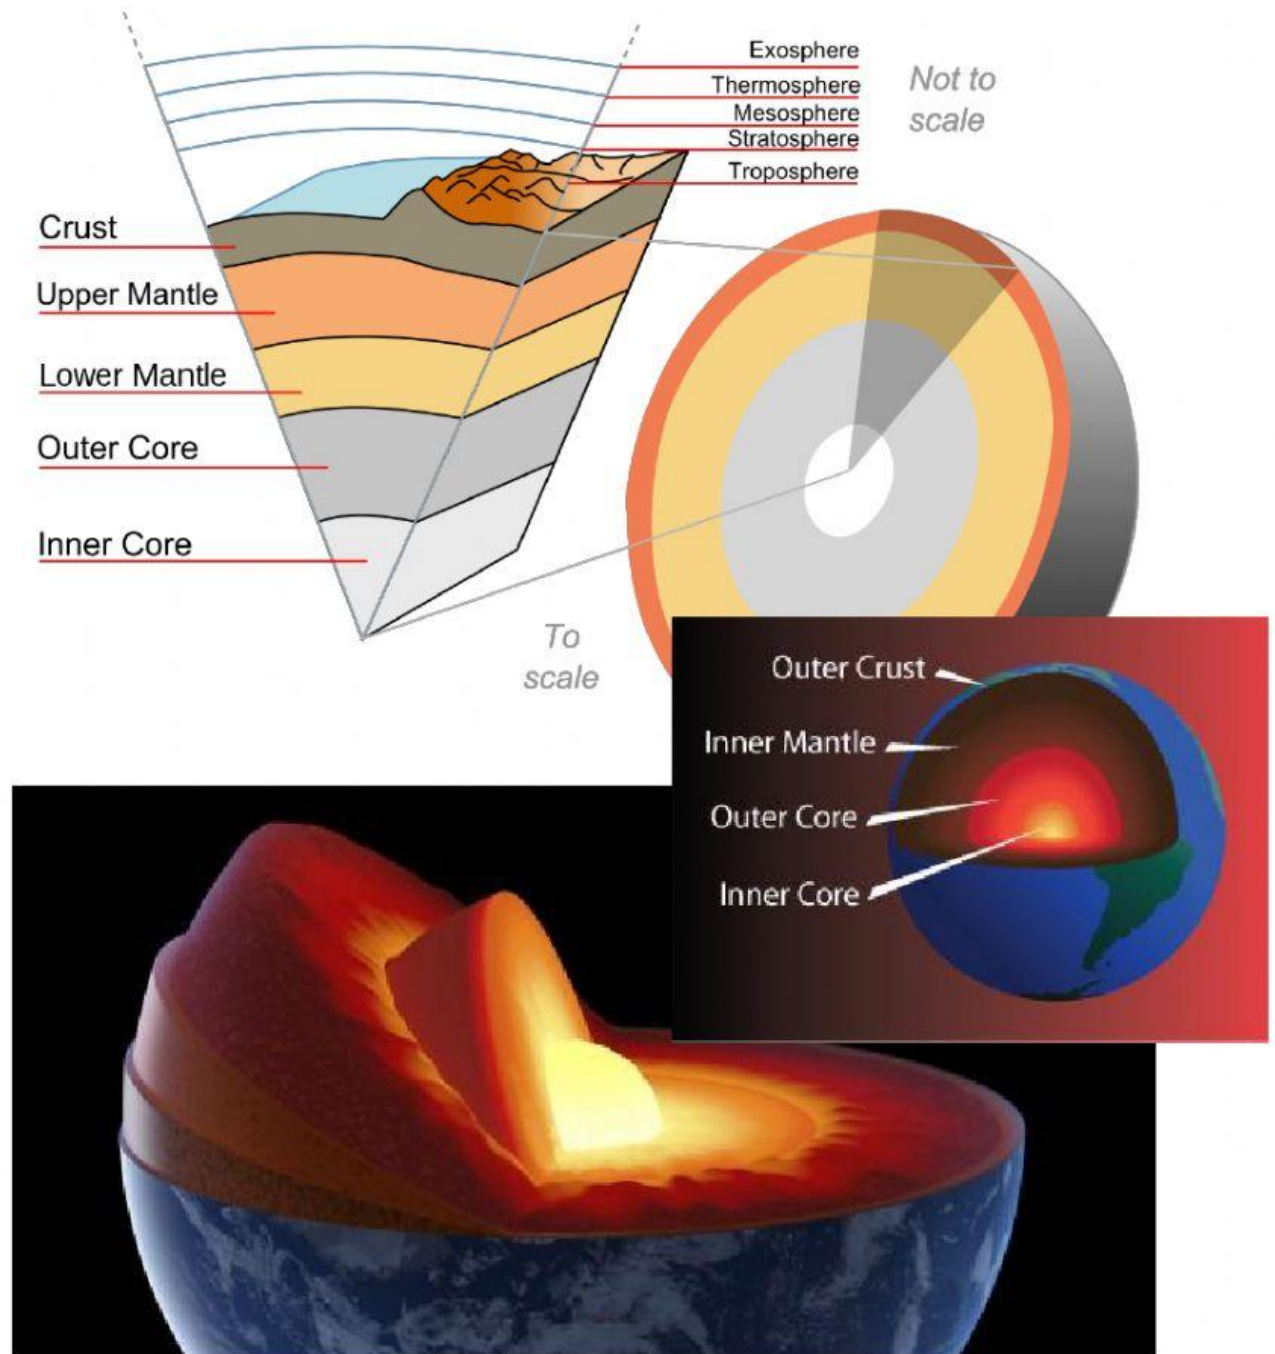 Exosphere
Thermosphere
Mesosphere
Stratosphere
Troposphere
Not to
scale
Crust
Upper Mantle
Lower Mantle
Outer Core
Inner Core
To
scale
Outer Crust
Inner Mantle
Outer Core
Inner Core